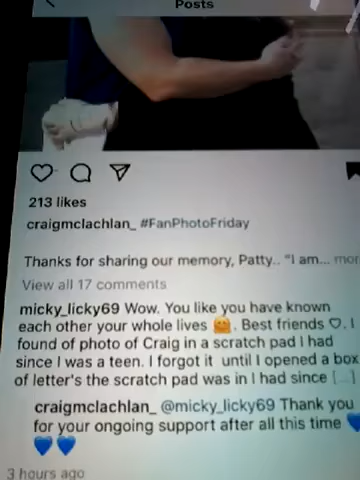 Posts
213 likes
craigmclachlan_ #FanPhotoFriday
Thanks for sharing our memory, Patty.. "I am... mor
View all 17 comments
micky_licky69 Wow. You like you have known
each other your whole lives 🤗. Best friends ♡. I
found of photo of Craig in a scratch pad I had
since I was a teen. I forgot it until I opened a box
of letter's the scratch pad was in I had since [...]
craigmclachlan_ @micky_licky69 Thank you
for your ongoing support after all this time 💙
💙💙
3 hours ago